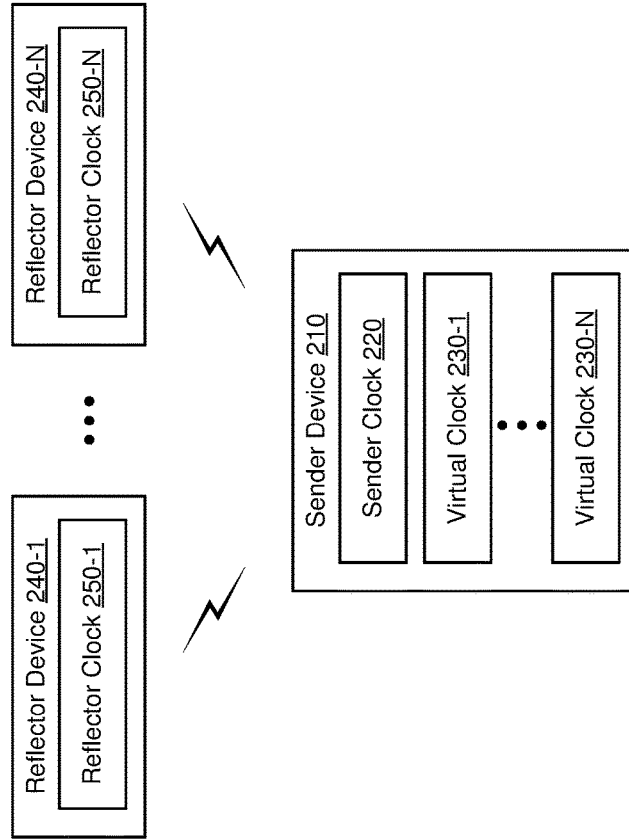 Reflector Device 240-1
Reflector Clock 250-1
Reflector Device 240-N
Reflector Clock 250-N
Sender Device 210
Sender Clock 220
Virtual Clock 230-1
Virtual Clock 230-N